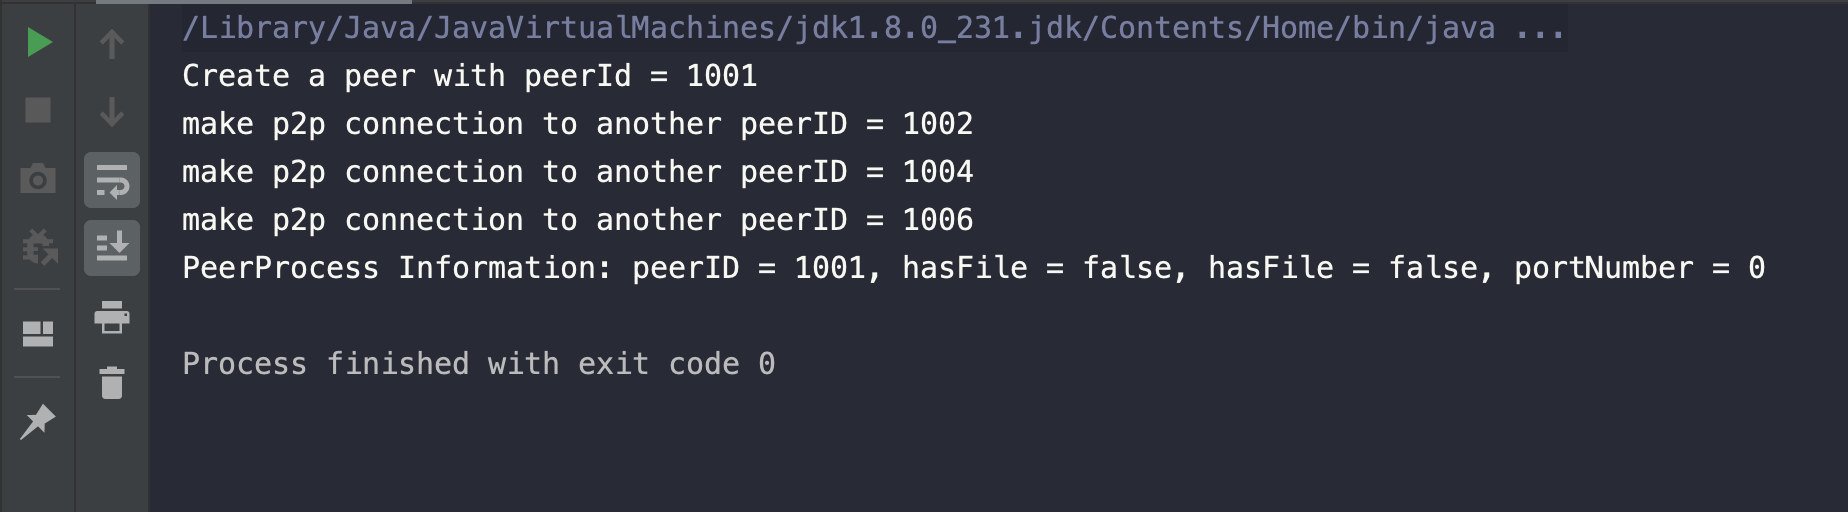 /Library/Java/JavaVirtualMachines/jdk1.8.0_231.jdk/Contents/Home/bin/java ...
Create a peer with peerId = 1001
make p2p connection to another peerID = 1002
make p2p connection to another peerID = 1004
make p2p connection to another peerID = 1006
PeerProcess Information: peerID = 1001, hasFile = false, hasFile = false, portNumber = 0
Process finished with exit code 0